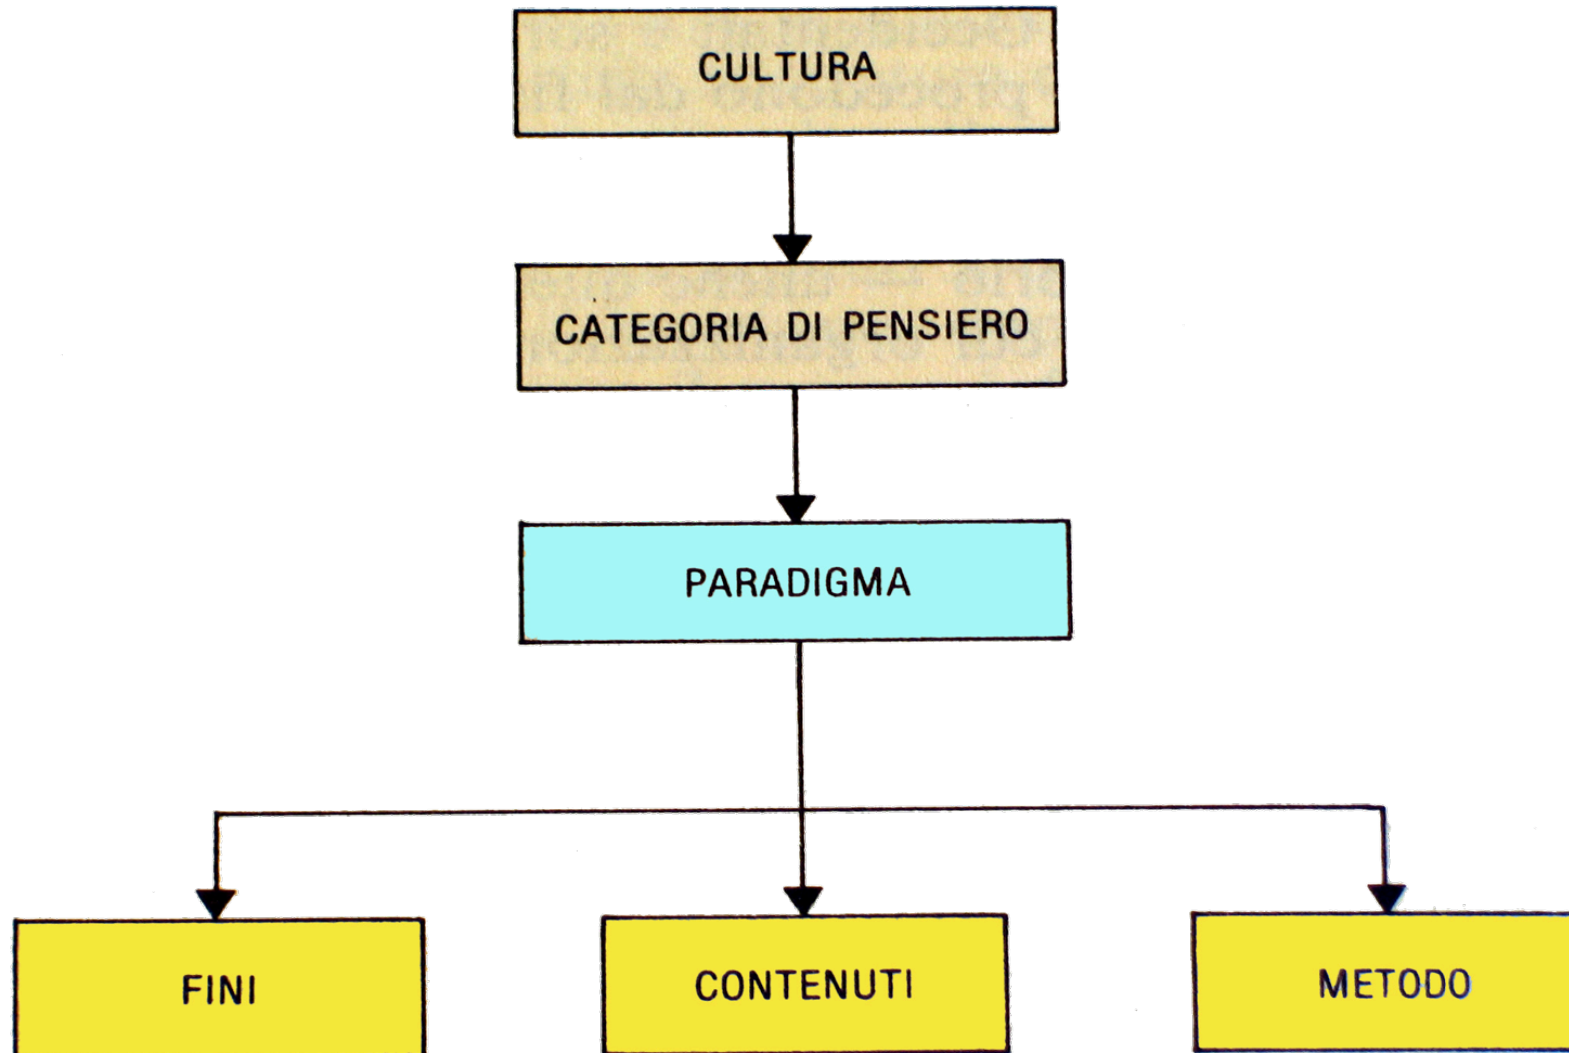 CULTURA
CATEGORIA DI PENSIERO
PARADIGMA
FINI
CONTENUTI
METODO